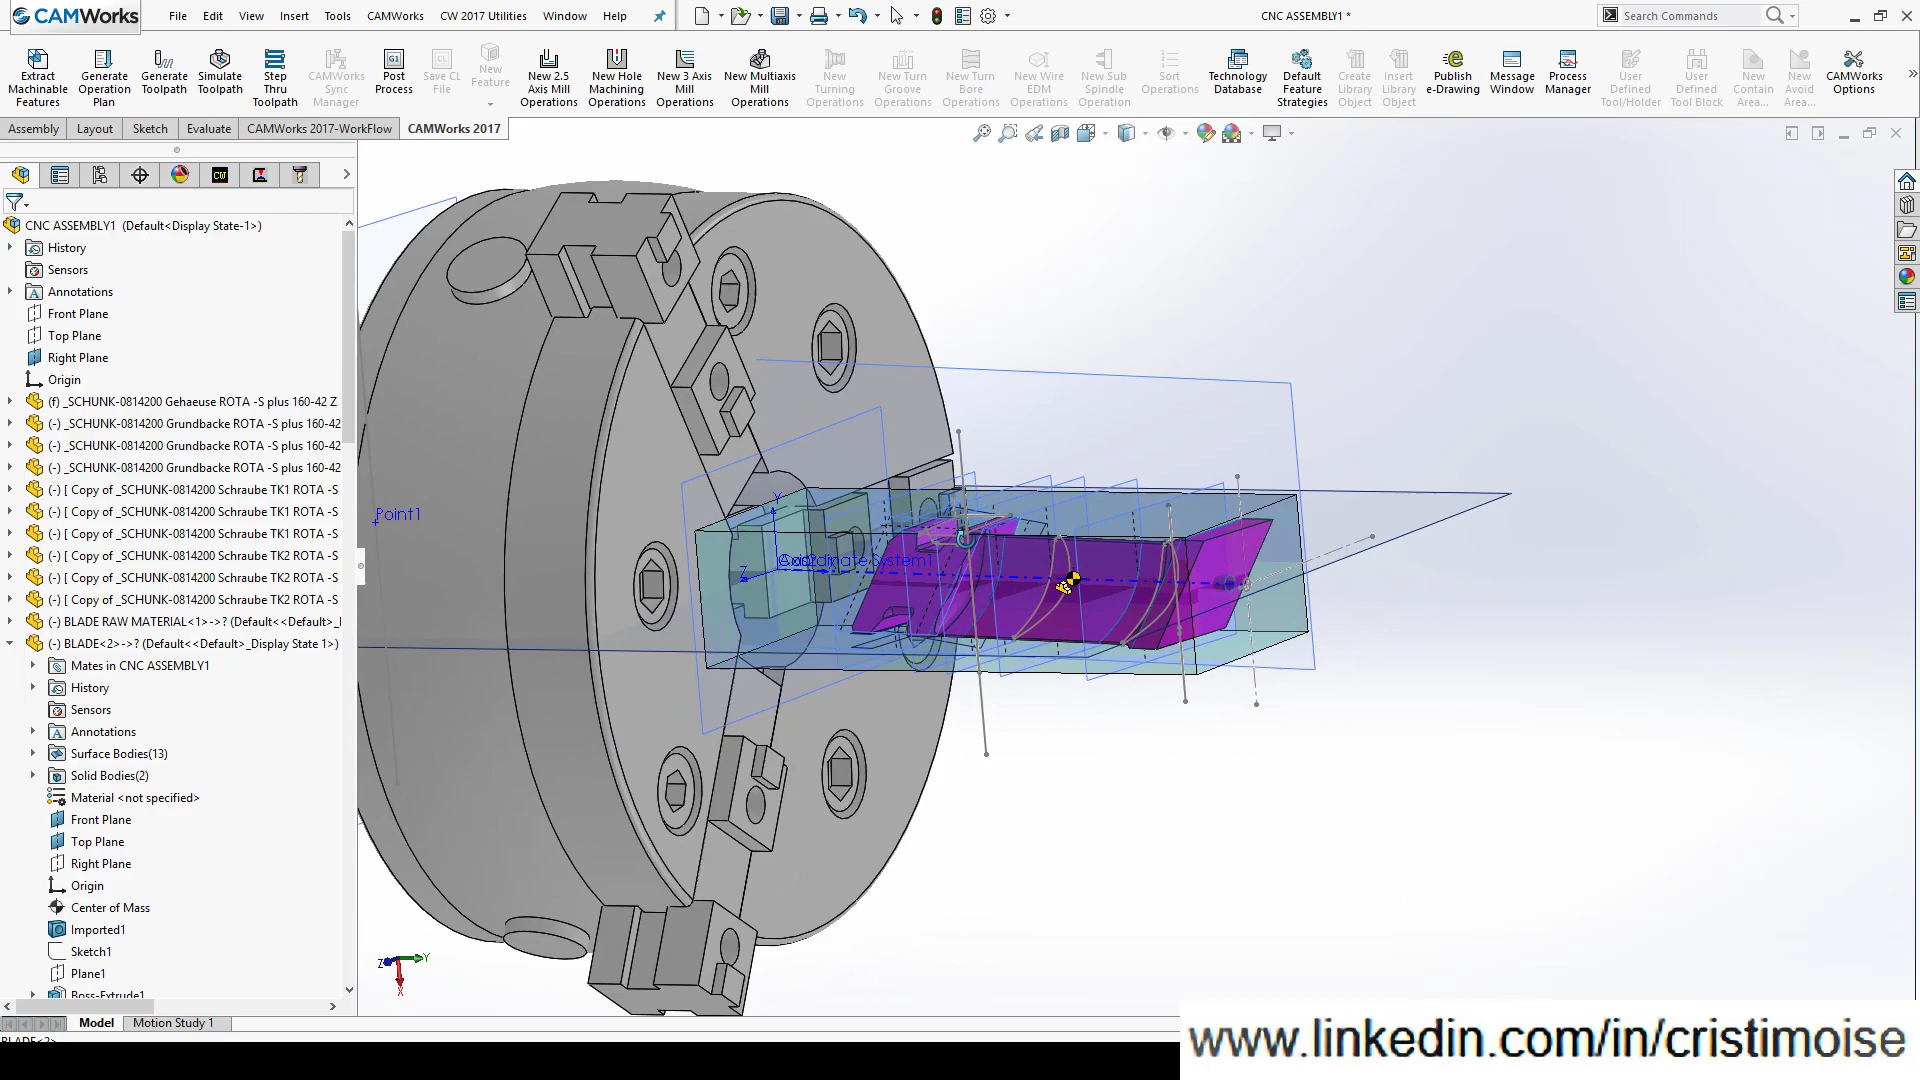 CAMWorks
File Edit View Insert Tools CAMWorks CW 2017 Utilities Window Help
CNC ASSEMBLY1 *
Search Commands
Extract Machinable Features
Generate Operation Plan
Generate Toolpath
Simulate Toolpath
Step Thru Toolpath
CAMWorks Sync Manager
Post Process
Save CL File
New Feature
New 2.5 Axis Mill Operations
New Hole Machining Operations
New 3 Axis Mill Operations
New Multiaxis Mill Operations
New Turning Operations
New Turn Groove Operations
New Turn Bore Operations
New Wire EDM Operations
New Sub Spindle Operation
Sort Operations
Technology Database
Default Feature Strategies
Create Library Object
Insert Library Object
Publish e-Drawing
Message Window
Process Manager
User Defined Tool/Holder
User Defined Tool Block
New Contain Area...
New Avoid Area...
CAMWorks Options
Assembly Layout Sketch Evaluate CAMWorks 2017-WorkFlow CAMWorks 2017
CNC ASSEMBLY1 (Default<Display State-1>)
History
Sensors
Annotations
Front Plane
Top Plane
Right Plane
Origin
(f) _SCHUNK-0814200 Gehaeuse ROTA -S plus 160-42 Z
(-) _SCHUNK-0814200 Grundbacke ROTA -S plus 160-42
(-) _SCHUNK-0814200 Grundbacke ROTA -S plus 160-42
(-) _SCHUNK-0814200 Grundbacke ROTA -S plus 160-42
(-) [ Copy of _SCHUNK-0814200 Schraube TK1 ROTA -S
(-) [ Copy of _SCHUNK-0814200 Schraube TK1 ROTA -S
(-) [ Copy of _SCHUNK-0814200 Schraube TK1 ROTA -S
(-) [ Copy of _SCHUNK-0814200 Schraube TK2 ROTA -S
(-) [ Copy of _SCHUNK-0814200 Schraube TK2 ROTA -S
(-) [ Copy of _SCHUNK-0814200 Schraube TK2 ROTA -S
(-) BLADE RAW MATERIAL<1>->? (Default<<Default>_
(-) BLADE<2>->? (Default<<Default>_Display State 1>)
Mates in CNC ASSEMBLY1
History
Sensors
Annotations
Surface Bodies(13)
Solid Bodies(2)
Material <not specified>
Front Plane
Top Plane
Right Plane
Origin
Center of Mass
Imported1
Sketch1
Plane1
Boss-Extrude1
Point1
Y
Z
Coordinate System1
Z Y
X
Model Motion Study 1
BLADE<2>
www.linkedin.com/in/cristimoise